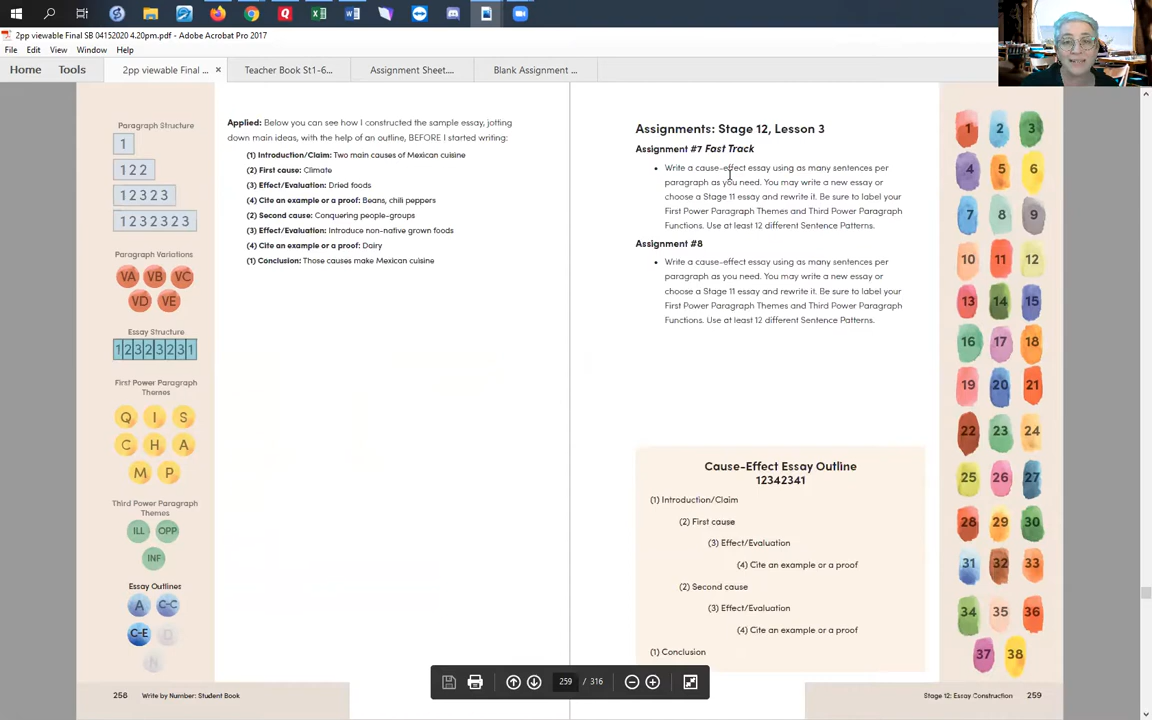 2pp viewable Final SB 04152020 4.20pm.pdf - Adobe Acrobat Pro 2017
File Edit View Window Help
Home Tools 2pp viewable Final ... × Teacher Book St1-6... Assignment Sheet.... Blank Assignment ...
Paragraph Structure
1
1 2 2
1 2 3 2 3
1 2 3 2 3 2 3
Paragraph Variations
VA VB VC
VD VE
Essay Structure
1 2 3 2 3 2 3 1
First Power Paragraph
Themes
Q I S
C H A
M P
Third Power Paragraph
Themes
ILL OPP
INF
Essay Outlines
A C-C
C-E
N
256 Write by Number: Student Book
Applied: Below you can see how I constructed the sample essay, jotting
down main ideas, with the help of an outline, BEFORE I started writing:
(1) Introduction/Claim: Two main causes of Mexican cuisine
(2) First cause: Climate
(3) Effect/Evaluation: Dried foods
(4) Cite an example or a proof: Beans, chili peppers
(2) Second cause: Conquering people-groups
(3) Effect/Evaluation: Introduce non-native grown foods
(4) Cite an example or a proof: Dairy
(1) Conclusion: Those causes make Mexican cuisine
Assignments: Stage 12, Lesson 3
Assignment #7 Fast Track
• Write a cause-effect essay using as many sentences per
paragraph as you need. You may write a new essay or
choose a Stage 11 essay and rewrite it. Be sure to label your
First Power Paragraph Themes and Third Power Paragraph
Functions. Use at least 12 different Sentence Patterns.
Assignment #8
• Write a cause-effect essay using as many sentences per
paragraph as you need. You may write a new essay or
choose a Stage 11 essay and rewrite it. Be sure to label your
First Power Paragraph Themes and Third Power Paragraph
Functions. Use at least 12 different Sentence Patterns.
Cause-Effect Essay Outline
12342341
(1) Introduction/Claim
(2) First cause
(3) Effect/Evaluation
(4) Cite an example or a proof
(2) Second cause
(3) Effect/Evaluation
(4) Cite an example or a proof
(1) Conclusion
259 / 316
Stage 12: Essay Construction 259
1 2 3
4 5 6
7 8 9
10 11 12
13 14 15
16 17 18
19 20 21
22 23 24
25 26 27
28 29 30
31 32 33
34 35 36
37 38